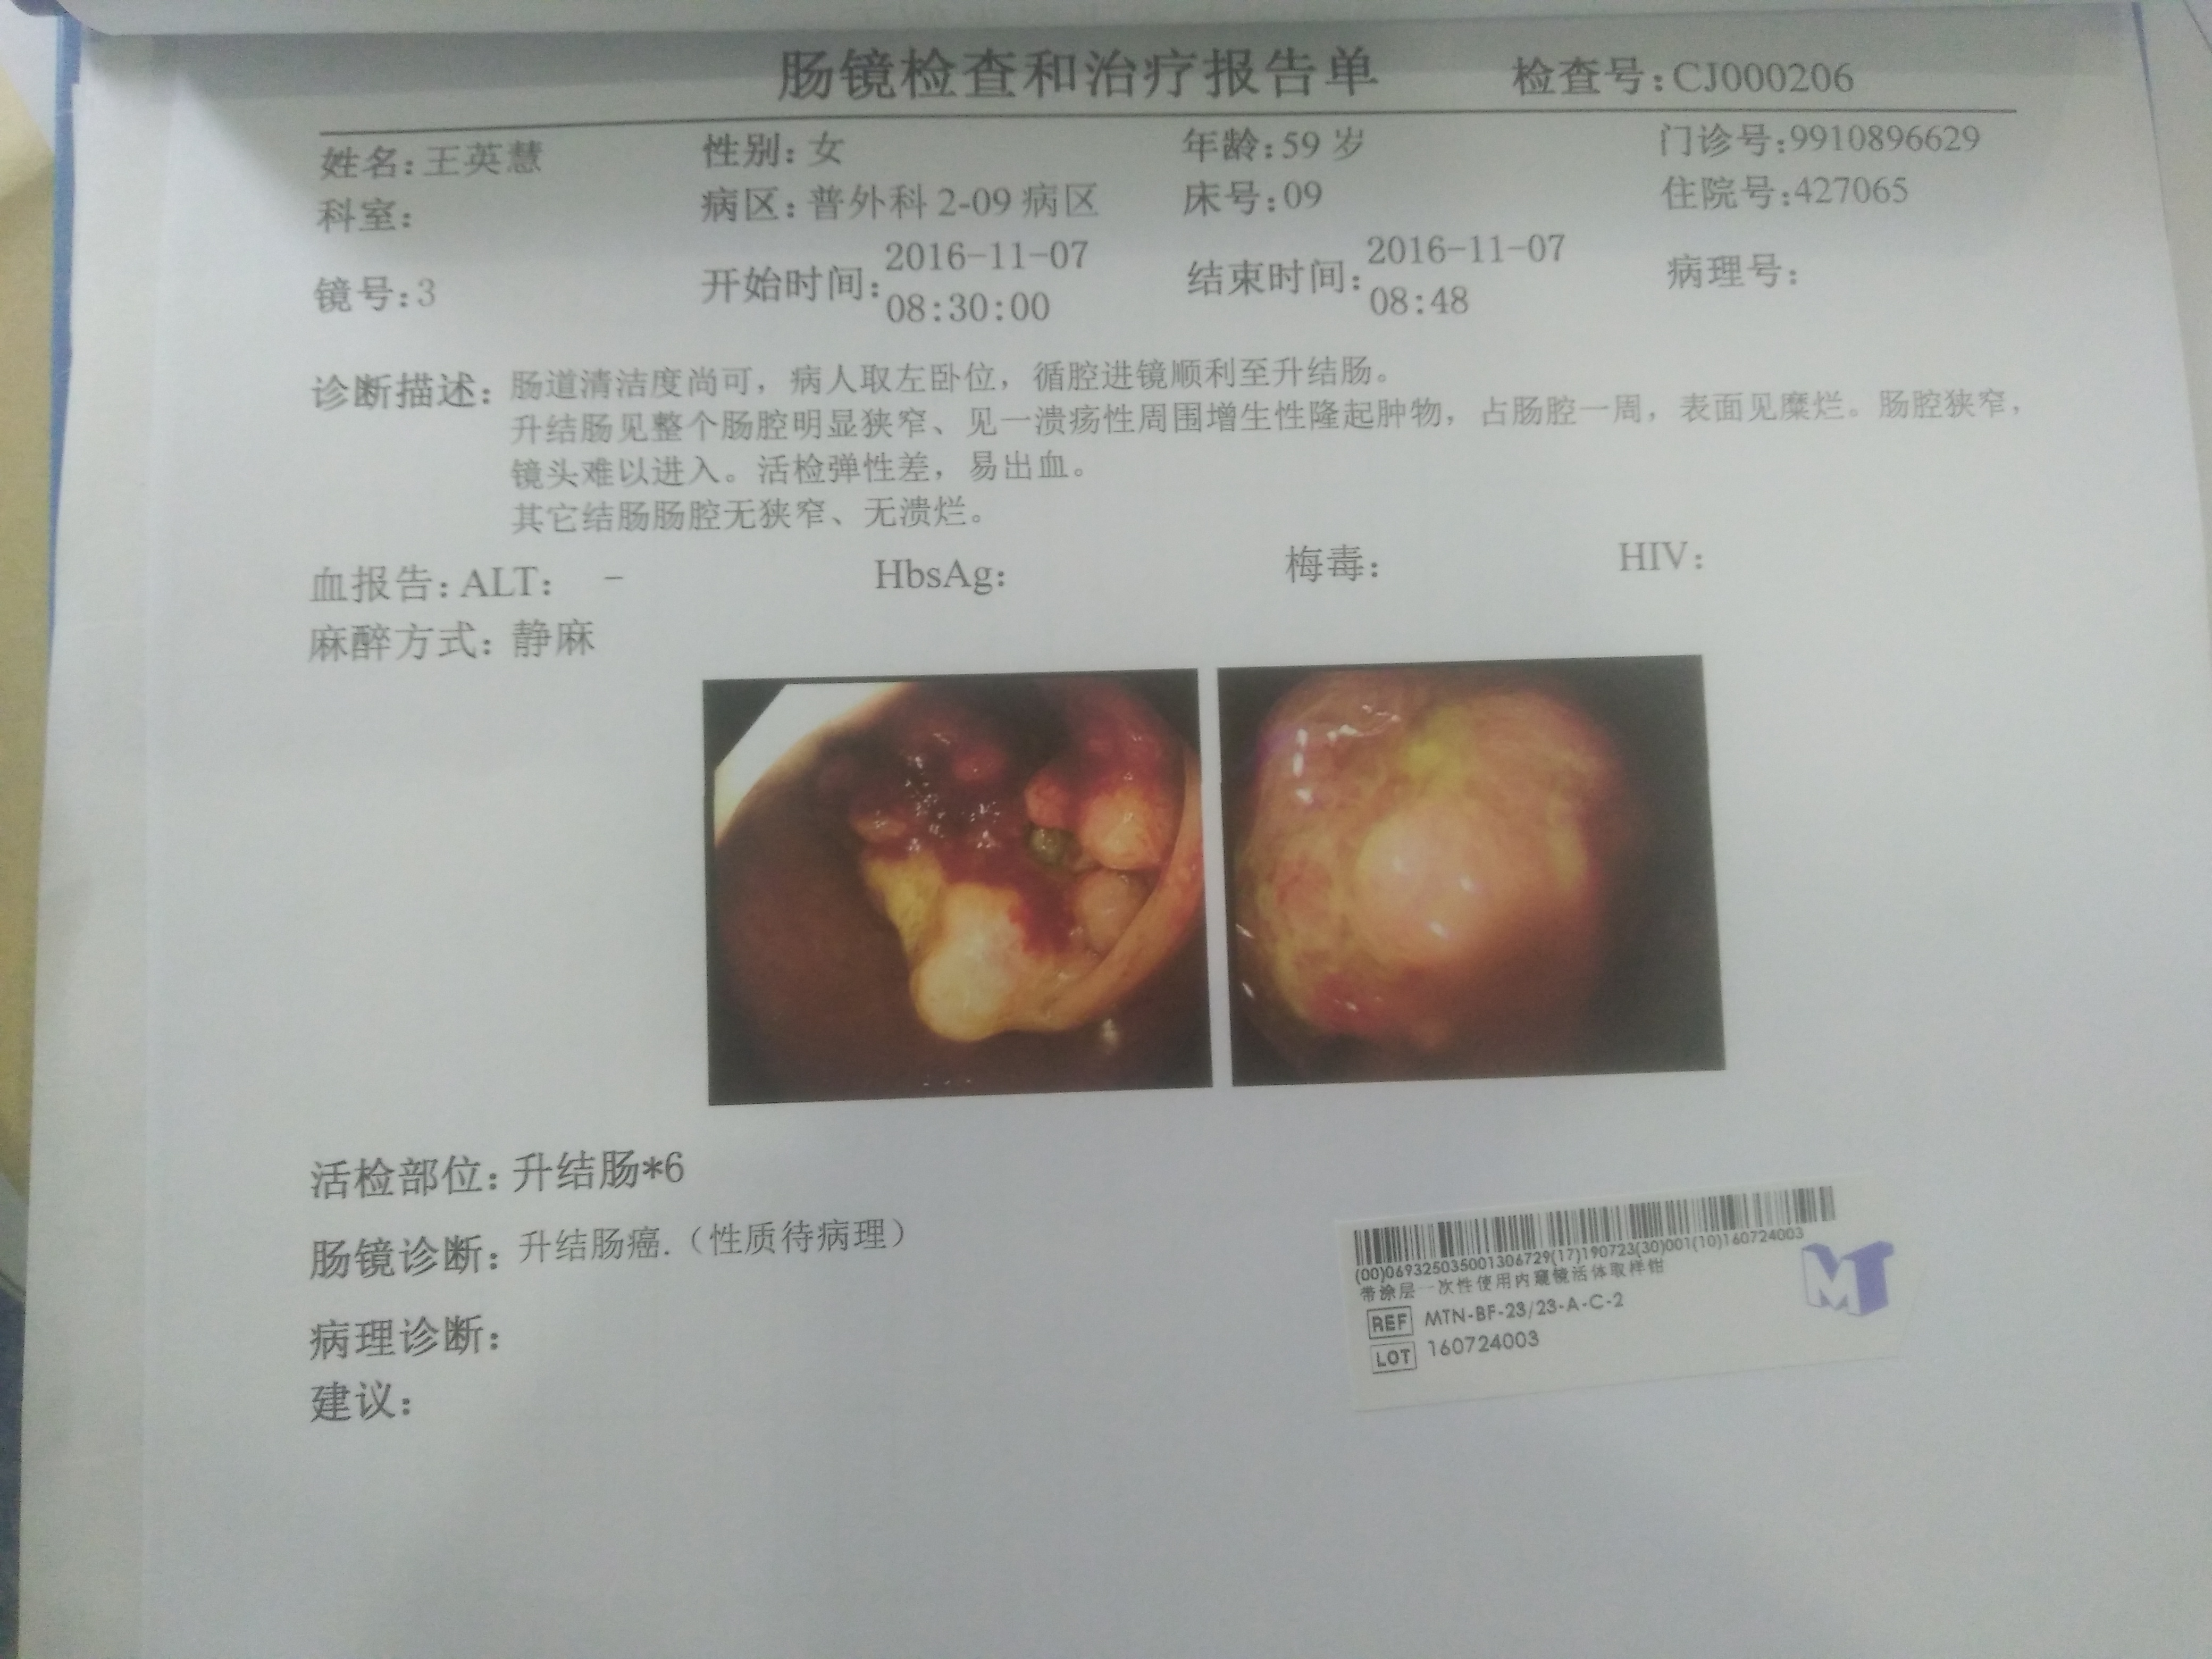 肠镜检查和治疗报告单 检查号:CJ000206
姓名:王英慧 性别:女 年龄:59 岁 门诊号:9910896629
科室: 病区:普外科 2-09 病区 床号:09 住院号:427065
镜号:3 开始时间:2016-11-07 08:30:00 结束时间:2016-11-07 08:48 病理号:
诊断描述:肠道清洁度尚可，病人取左卧位，循腔进镜顺利至升结肠。
升结肠见整个肠腔明显狭窄、见一溃疡性周围增生性隆起肿物，占肠腔一周，表面见糜烂。肠腔狭窄，
镜头难以进入。活检弹性差，易出血。
其它结肠肠腔无狭窄、无溃烂。
血报告:ALT: - HbsAg: 梅毒: HIV:
麻醉方式:静麻
活检部位:升结肠*6
肠镜诊断:升结肠癌.（性质待病理）
病理诊断:
建议:
(00)06932503500130​6729(17)190723(30)001(10)160724003
带涂层一次性使用内窥镜活体取样钳
REF MTN-BF-23/23-A-C-2
LOT 160724003
MT